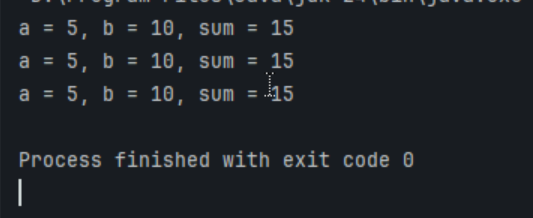 a = 5, b = 10, sum = 15
a = 5, b = 10, sum = 15
a = 5, b = 10, sum = 15
Process finished with exit code 0